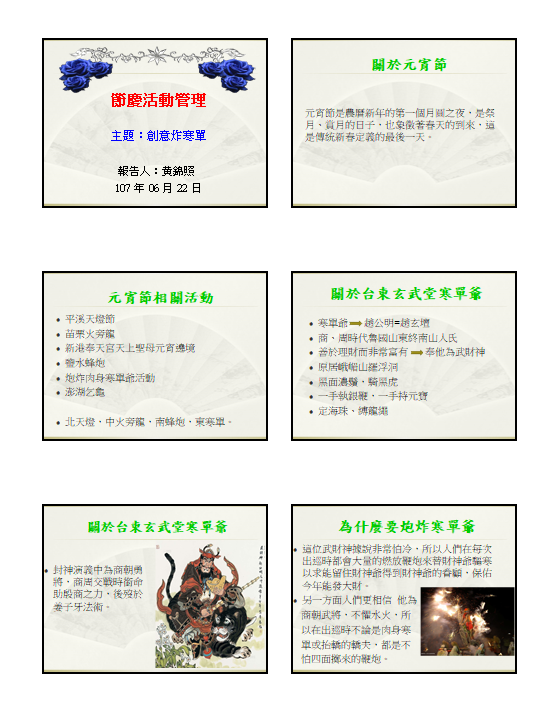 節慶活動管理
主題：創意炸寒單
報告人：黃錦照
107 年 06 月 22 日
關於元宵節
元宵節是農曆新年的第一個月圓之夜，是祭
月、賞月的日子，也象徵著春天的到來，這
是傳統新春定義的最後一天。
元宵節相關活動
• 平溪天燈節
• 苗栗火旁龍
• 新港奉天宮天上聖母元宵遶境
• 鹽水蜂炮
• 炮炸肉身寒單爺活動
• 澎湖乞龜
• 北天燈，中火旁龍，南蜂炮，東寒單。
關於台東玄武堂寒單爺
• 寒單爺 趙公明=趙玄壇
• 商、周時代魯國山東終南山人氏
• 善於理財而非常富有 奉他為武財神
• 原居峨嵋山羅浮洞
• 黑面濃鬚，騎黑虎
• 一手執銀鞭，一手持元寶
• 定海珠、縛龍繩
關於台東玄武堂寒單爺
• 封神演義中為商朝勇
將，商周交戰時銜命
助殷商之力，後歿於
姜子牙法術。
為什麼要炮炸寒單爺
• 這位武財神據說非常怕冷，所以人們在每次
出巡時都會大量的燃放鞭炮來替財神爺驅寒
以求能留住財神爺得到財神爺的眷顧，保佑
今年能發大財。
• 另一方面人們更相信 他為
商朝武將，不懼水火，所
以在出巡時不論是肉身寒
單或抬轎的轎夫，都是不
怕四面擲來的鞭炮。